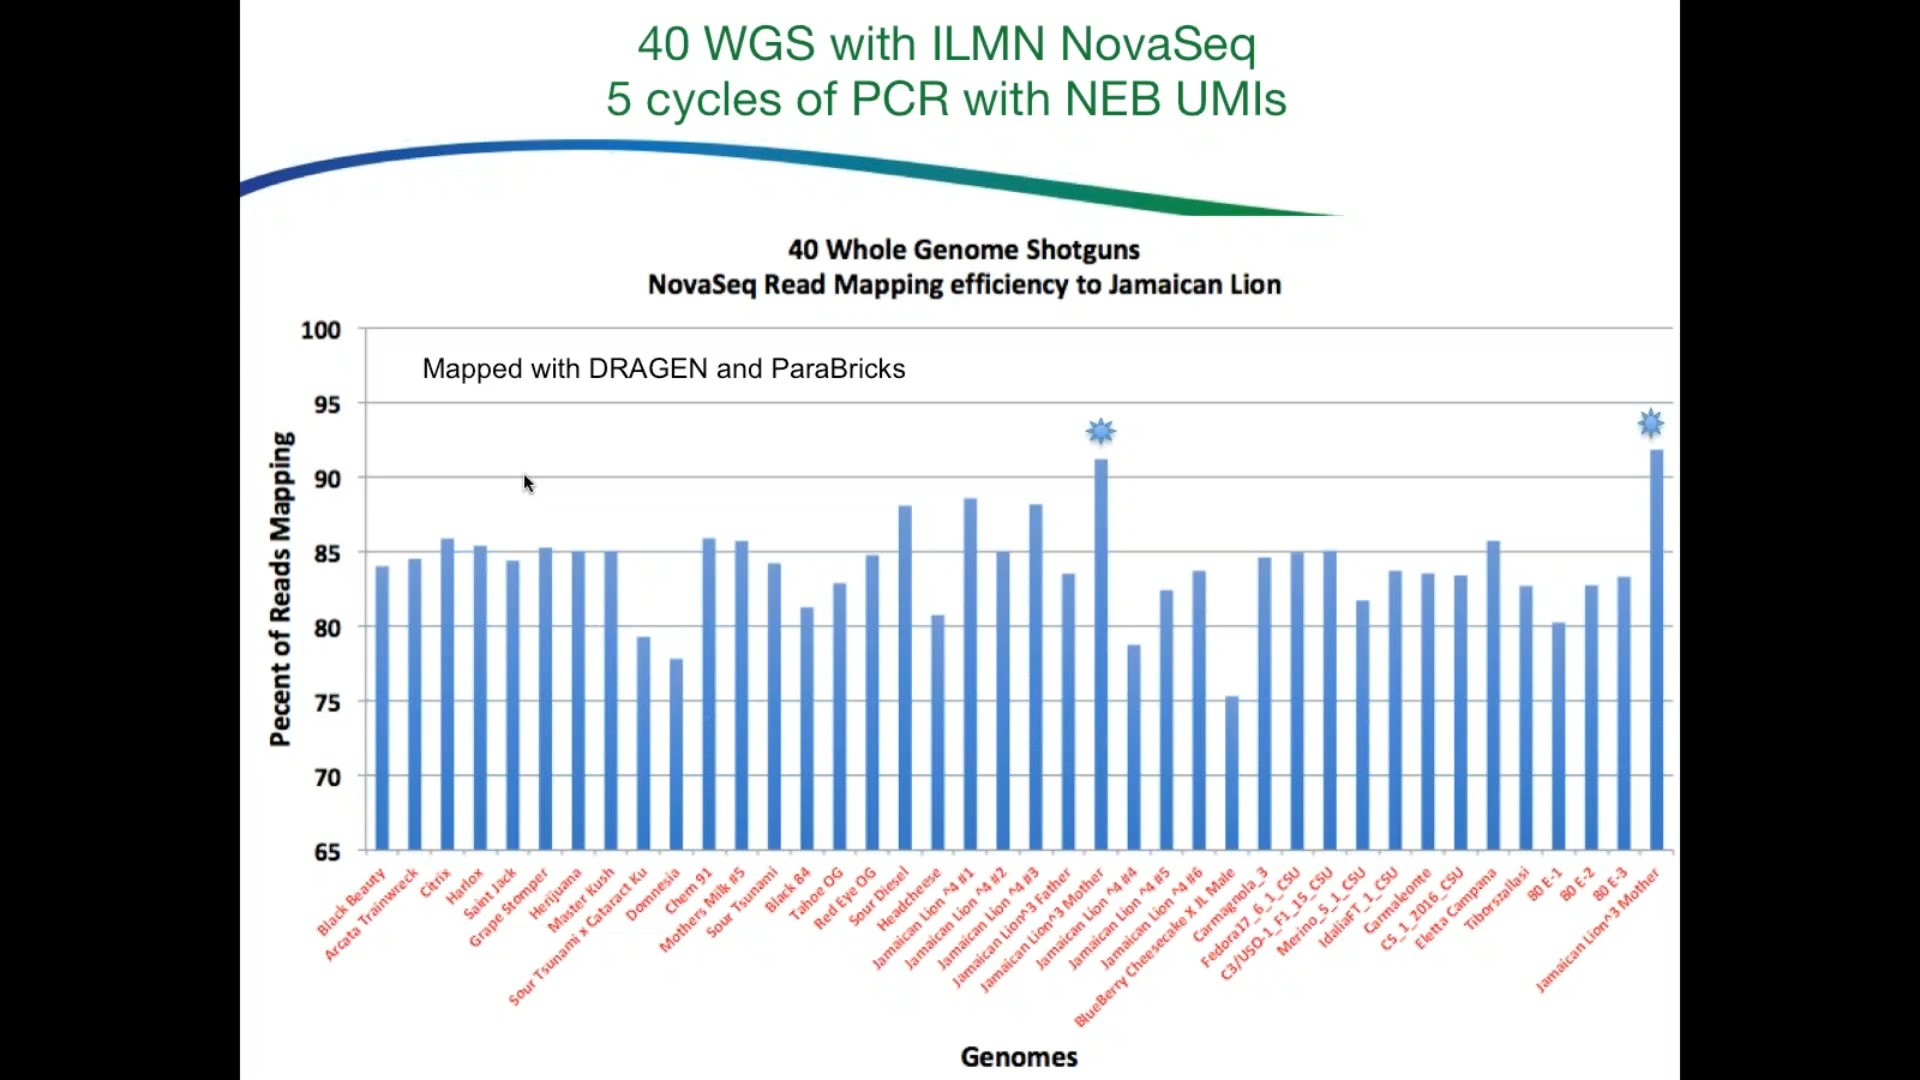 40 WGS with ILMN NovaSeq
5 cycles of PCR with NEB UMIs
40 Whole Genome Shotguns
NovaSeq Read Mapping efficiency to Jamaican Lion
Mapped with DRAGEN and ParaBricks
Pecent of Reads Mapping
100
95
90
85
80
75
70
65
Black Beauty
Arcata Trainwreck
Citrix
Harlox
Saint Jack
Grape Stomper
Herijuana
Master Kush
Sour Tsunami x Cataract Ku
Domnesia
Chem 91
Mothers Milk #5
Sour Tsunami
Black 84
Tahoe OG
Red Eye OG
Sour Diesel
Headcheese
Jamaican Lion ^4 #1
Jamaican Lion ^4 #2
Jamaican Lion ^4 #3
Jamaican Lion^3 Father
Jamaican Lion^3 Mother
Jamaican Lion ^4 #4
Jamaican Lion ^4 #5
Jamaican Lion ^4 #6
BlueBerry Cheesecake X JL Male
Carmagnola_3
Fedora17_6_1_CSU
C3/USO-1_F1_15_CSU
Merino_5_1_CSU
IdaliaFT_1_CSU
Carmaleonte
CS_1_2016_CSU
Eletta Campana
Tiborszallasi
80 E-1
80 E-2
80 E-3
Jamaican Lion^3 Mother
Genomes